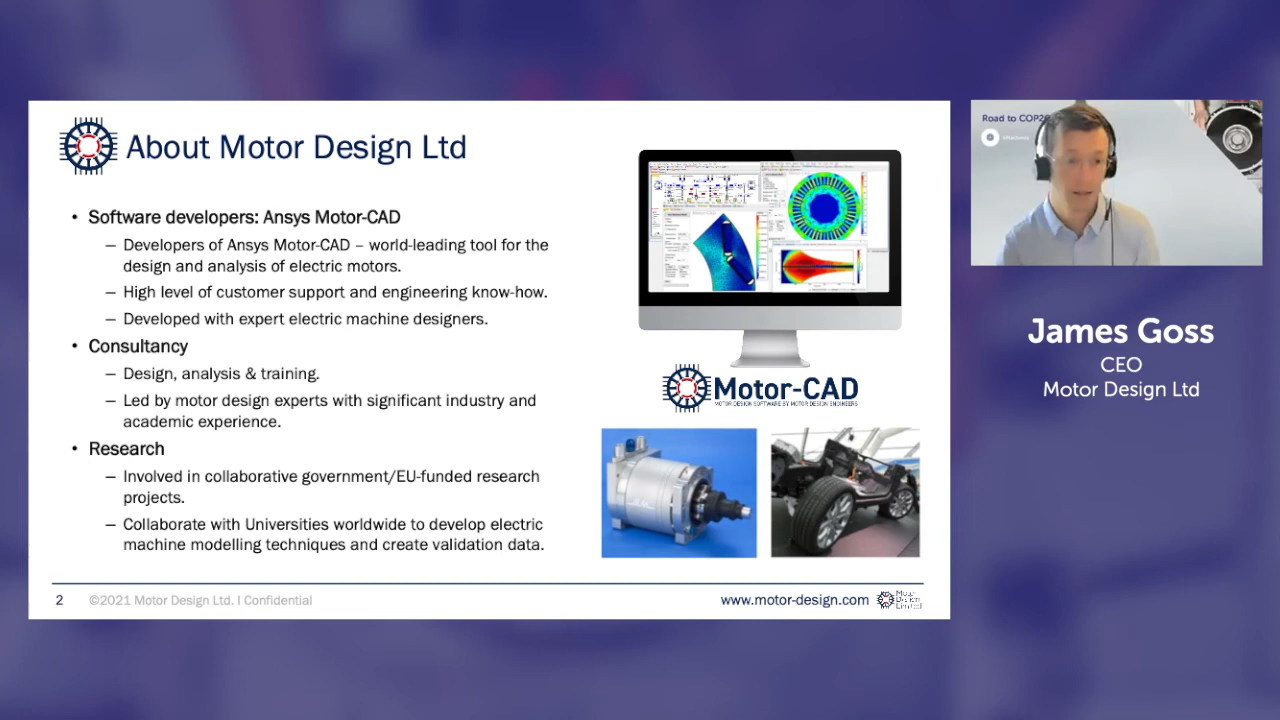 About Motor Design Ltd
• Software developers: Ansys Motor-CAD
– Developers of Ansys Motor-CAD – world-leading tool for the
design and analysis of electric motors.
– High level of customer support and engineering know-how.
– Developed with expert electric machine designers.
• Consultancy
– Design, analysis & training.
– Led by motor design experts with significant industry and
academic experience.
• Research
– Involved in collaborative government/EU-funded research
projects.
– Collaborate with Universities worldwide to develop electric
machine modelling techniques and create validation data.
Motor-CAD
MOTOR DESIGN SOFTWARE BY MOTOR DESIGN ENGINEERS
2
©2021 Motor Design Ltd. I Confidential
www.motor-design.com
Motor
Design
Limited
Road to COP26
James Goss
CEO
Motor Design Ltd